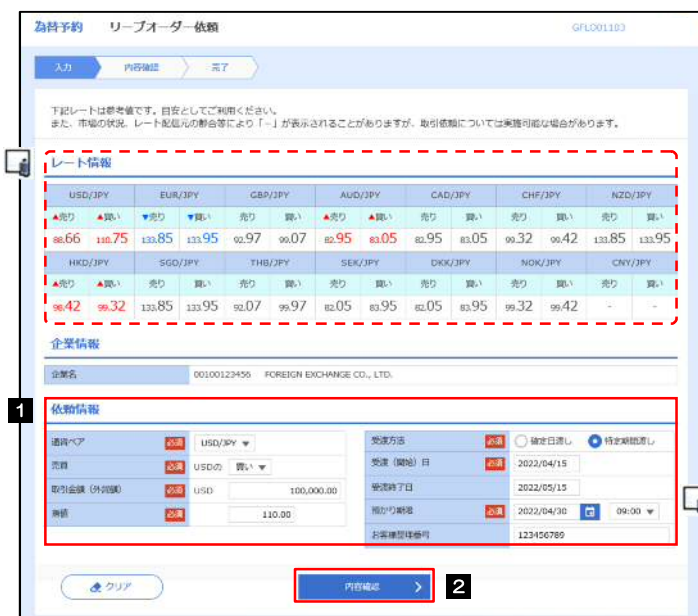 為替予約 リーブオーダー依頼 GFLO01103
入力 内容確認 完了
下記レートは参考値です。目安としてご利用ください。
また、市場の状況、レート配信元の都合等により「－」が表示されることがありますが、取引依頼については実施可能な場合があります。
レート情報
USD/JPY EUR/JPY GBP/JPY AUD/JPY CAD/JPY CHF/JPY NZD/JPY
▲売り ▲買い ▼売り ▼買い 売り 買い ▲売り ▲買い 売り 買い 売り 買い 売り 買い
88.66 110.75 133.85 133.95 92.97 99.07 82.95 83.05 82.95 83.05 99.32 99.42 133.85 133.95
HKD/JPY SGD/JPY THB/JPY SEK/JPY DKK/JPY NOK/JPY CNY/JPY
▲売り ▲買い 売り 買い 売り 買い 売り 買い 売り 買い 売り 買い 売り 買い
98.42 99.32 133.85 133.95 92.07 99.97 82.05 83.95 82.05 83.95 99.32 99.42 - -
企業情報
企業名 00100123456 FOREIGN EXCHANGE CO., LTD.
1
依頼情報
通貨ペア 必須 USD/JPY
売買 必須 USDの 買い
取引金額（外貨額） 必須 USD 100,000.00
指値 必須 110.00
受渡方法 必須 確定日渡し 特定期間渡し
受渡（開始）日 必須 2022/04/15
受渡終了日 2022/05/15
預かり期限 必須 2022/04/30 09:00
お客様整理番号 123456789
クリア 内容確認 2